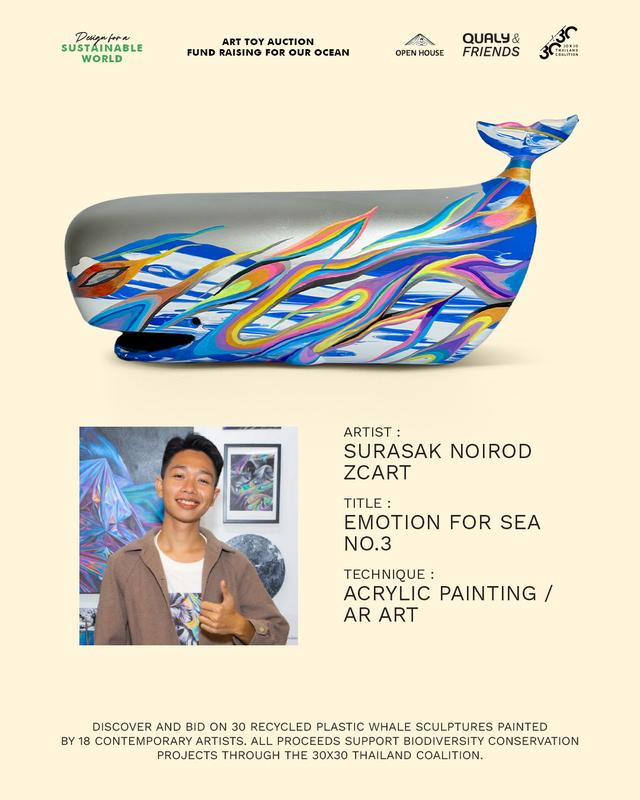 Design for a
SUSTAINABLE
WORLD
ART TOY AUCTION
FUND RAISING FOR OUR OCEAN
OPEN HOUSE
QUALY &
FRIENDS
30X30
30X30
THAILAND
COALITION
ARTIST :
SURASAK NOIROD
ZCART
TITLE :
EMOTION FOR SEA
NO.3
TECHNIQUE :
ACRYLIC PAINTING /
AR ART
DISCOVER AND BID ON 30 RECYCLED PLASTIC WHALE SCULPTURES PAINTED
BY 18 CONTEMPORARY ARTISTS. ALL PROCEEDS SUPPORT BIODIVERSITY CONSERVATION
PROJECTS THROUGH THE 30X30 THAILAND COALITION.